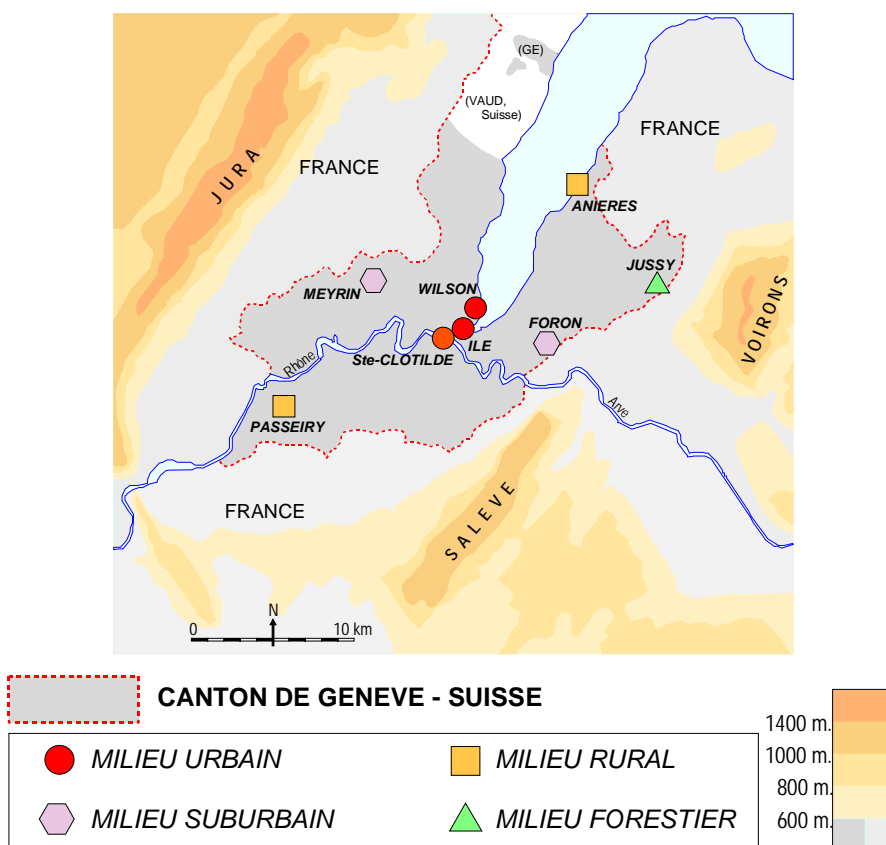 (GE)
(VAUD,
Suisse)
FRANCE
FRANCE
JURA
ANIERES
JUSSY
WILSON
MEYRIN
VOIRONS
FORON
ILE
Ste-CLOTILDE
Rhône
Arve
PASSEIRY
SALEVE
FRANCE
N
0 10 km
CANTON DE GENEVE - SUISSE
MILIEU URBAIN
MILIEU RURAL
MILIEU SUBURBAIN
MILIEU FORESTIER
1400 m.
1000 m.
800 m.
600 m.